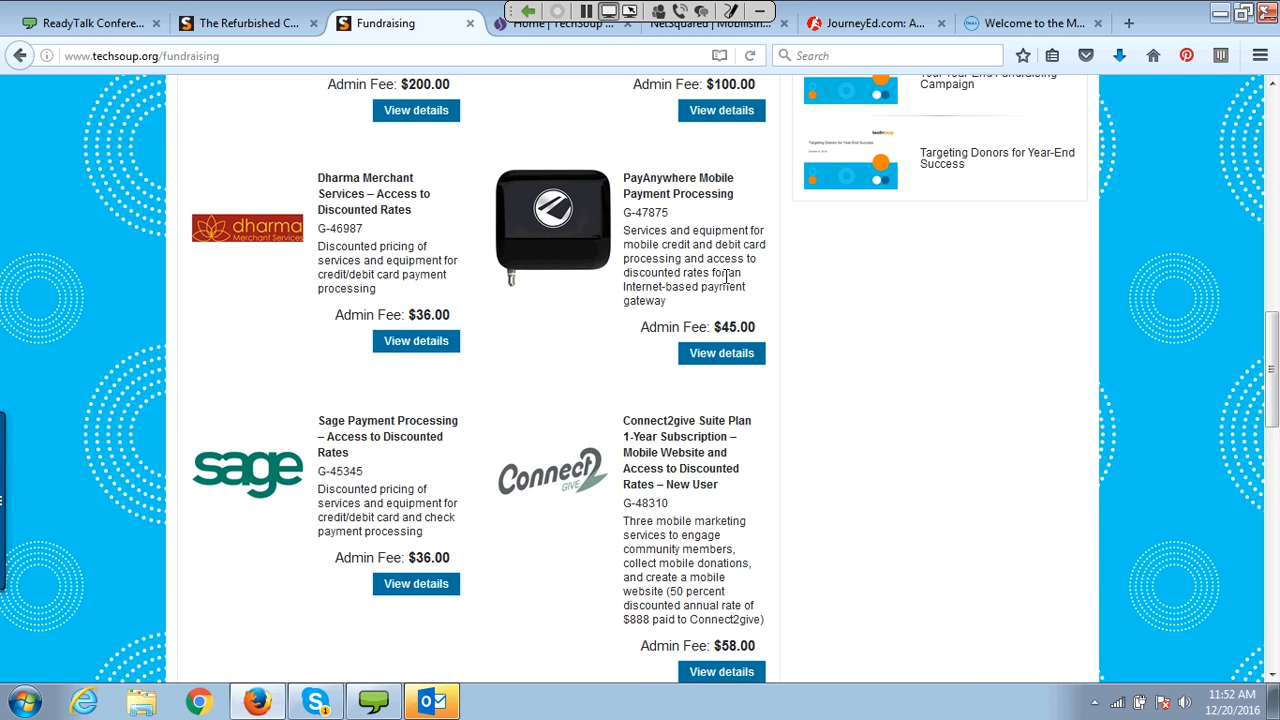 ReadyTalk Confere...
The Refurbished C...
Fundraising
Home | TechSoup ...
NetSquared | Mobilisin...
JourneyEd.com: A...
Welcome to the M...
www.techsoup.org/fundraising
Search
Admin Fee: $200.00
View details
Admin Fee: $100.00
View details
Campaign
techsoup
Targeting Donors for Year-End Success
Targeting Donors for Year-End
Success
dharma
Merchant Services
Dharma Merchant
Services – Access to
Discounted Rates
G-46987
Discounted pricing of
services and equipment for
credit/debit card payment
processing
Admin Fee: $36.00
View details
PayAnywhere Mobile
Payment Processing
G-47875
Services and equipment for
mobile credit and debit card
processing and access to
discounted rates for an
Internet-based payment
gateway
Admin Fee: $45.00
View details
sage
Sage Payment Processing
– Access to Discounted
Rates
G-45345
Discounted pricing of
services and equipment for
credit/debit card and check
payment processing
Admin Fee: $36.00
View details
Connect2
GIVE
Connect2give Suite Plan
1-Year Subscription –
Mobile Website and
Access to Discounted
Rates – New User
G-48310
Three mobile marketing
services to engage
community members,
collect mobile donations,
and create a mobile
website (50 percent
discounted annual rate of
$888 paid to Connect2give)
Admin Fee: $58.00
View details
11:52 AM
12/20/2016